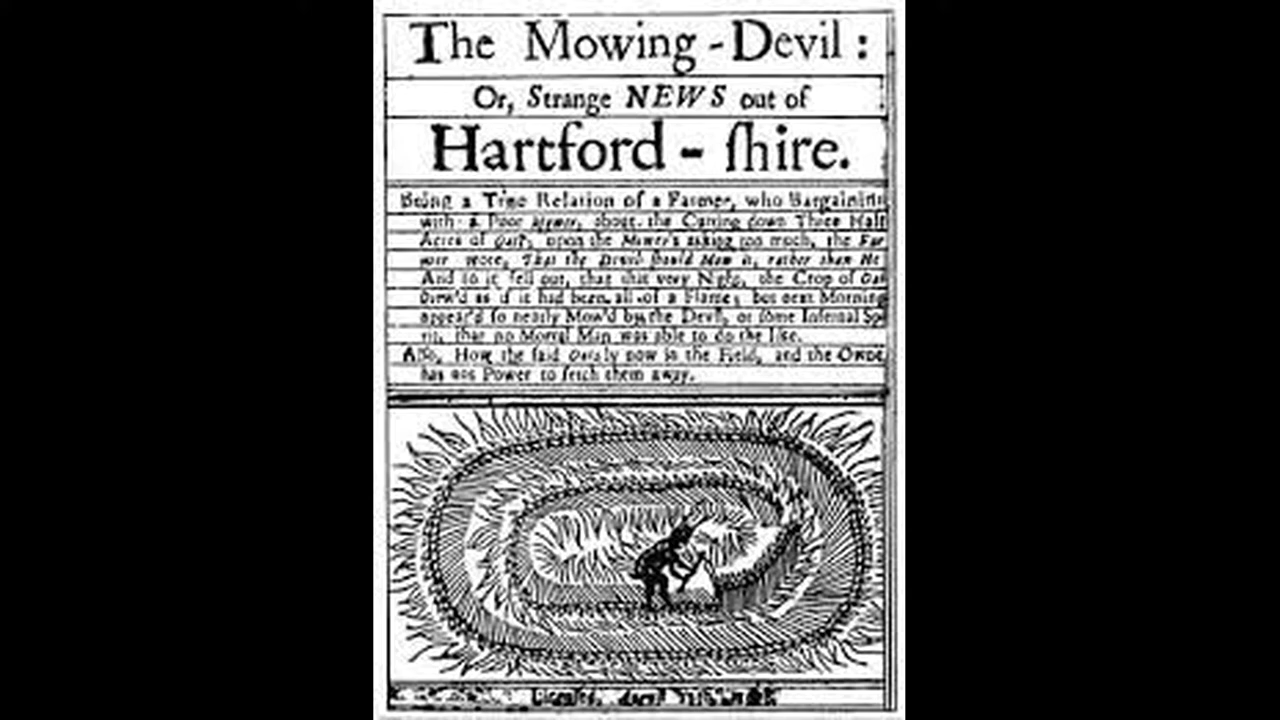 The Mowing-Devil:
Or, Strange NEWS out of
Hartford-ſhire.
Being a True Relation of a Farmer, who Bargaining
with a Poor Mower, about the Cutting down Three Half
Acres of Oats, upon the Mower's asking too much, the Far
mer swore, That the Devil ſhould Mow it, rather than He
And ſo it fell out, that that very Night, the Crop of Oat
ſhew'd as if it had been all of a Flame, but next Morning
appear'd ſo neatly Mow'd by the Devil, or ſome Infernal Spi
rit, that no Mortal Man was able to do the like.
Alſo, How the ſaid Oats ly now in the Field, and the Owner
has not Power to fetch them away.
Licenſed,